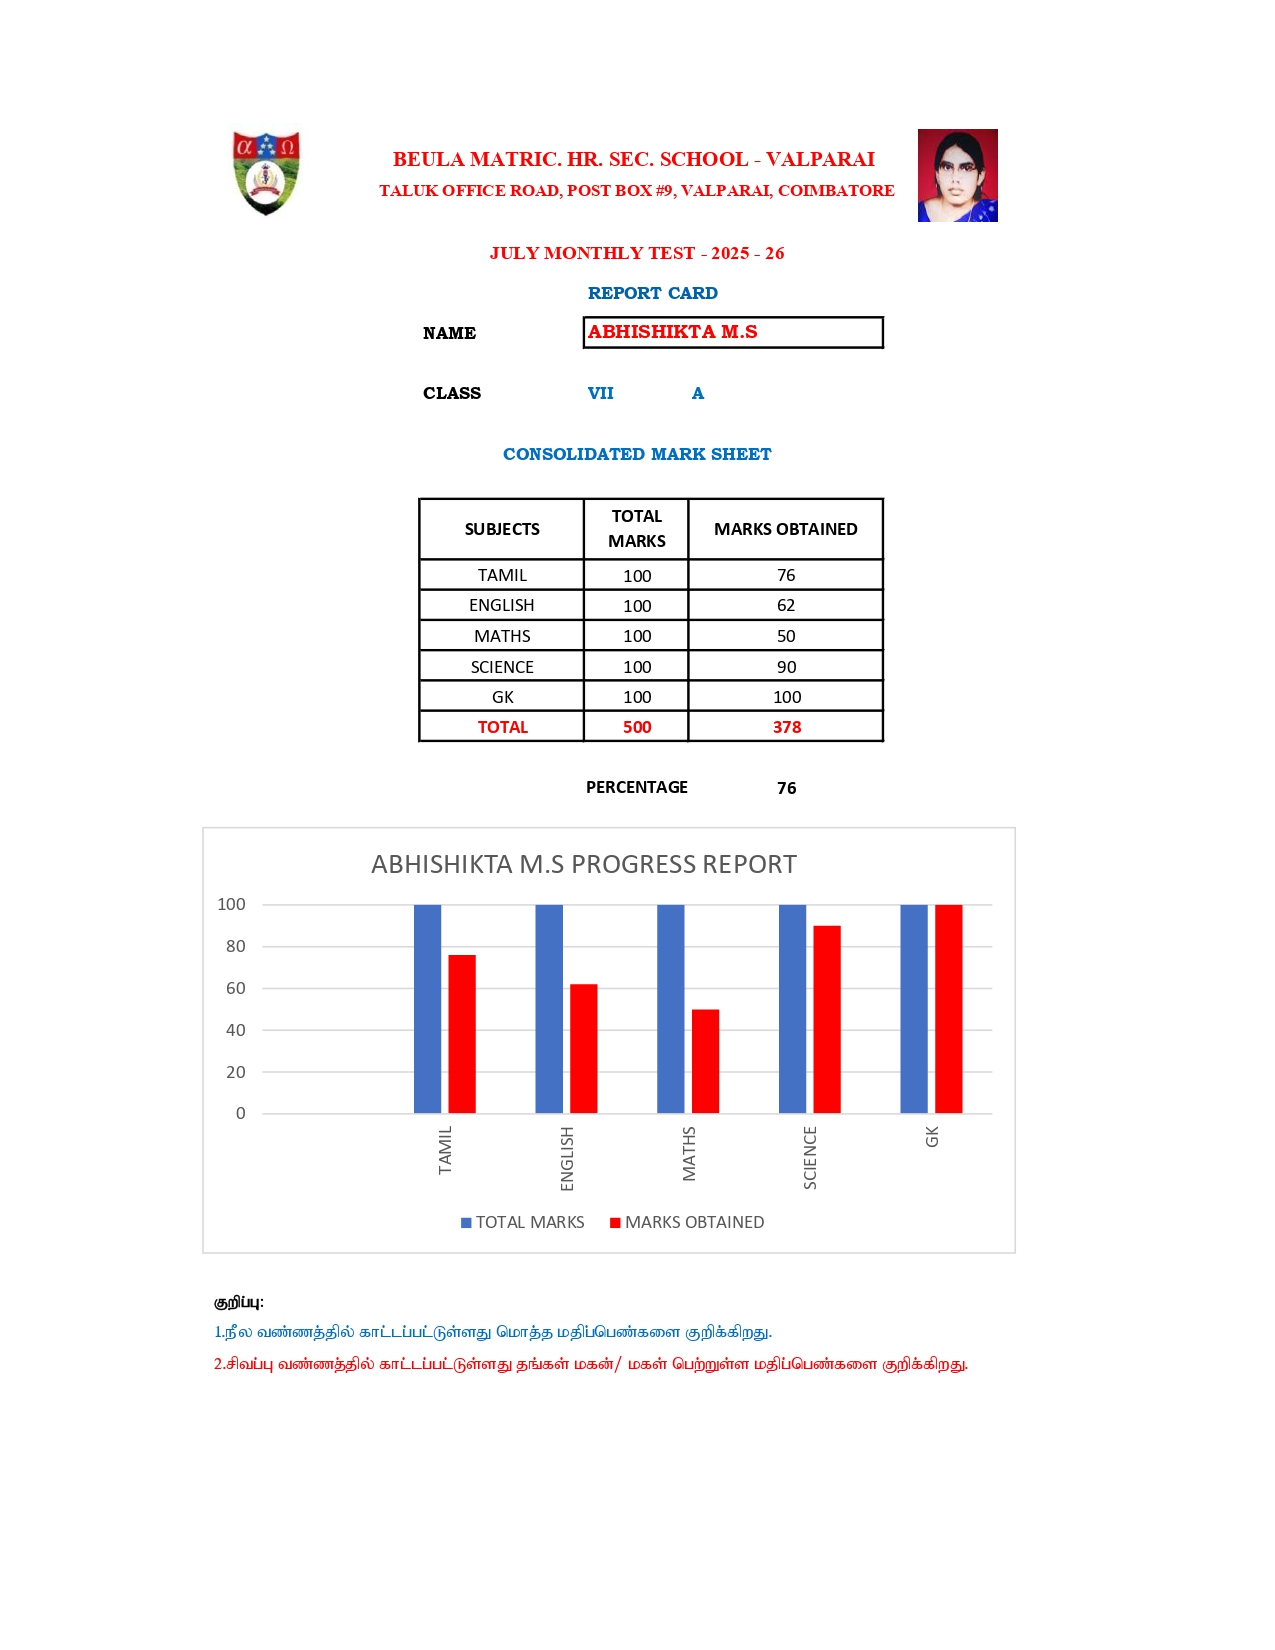 α Ω
BEULA MATRIC. HR. SEC. SCHOOL - VALPARAI
TALUK OFFICE ROAD, POST BOX #9, VALPARAI, COIMBATORE
JULY MONTHLY TEST - 2025 - 26
REPORT CARD
NAME ABHISHIKTA M.S
CLASS VII A
CONSOLIDATED MARK SHEET
SUBJECTS TOTAL MARKS MARKS OBTAINED
TAMIL 100 76
ENGLISH 100 62
MATHS 100 50
SCIENCE 100 90
GK 100 100
TOTAL 500 378
PERCENTAGE 76
ABHISHIKTA M.S PROGRESS REPORT
100
80
60
40
20
0
TAMIL ENGLISH MATHS SCIENCE GK
TOTAL MARKS MARKS OBTAINED
குறிப்பு:
1.நீல வண்ணத்தில் காட்டப்பட்டுள்ளது மொத்த மதிப்பெண்களை குறிக்கிறது.
2.சிவப்பு வண்ணத்தில் காட்டப்பட்டுள்ளது தங்கள் மகன்/ மகள் பெற்றுள்ள மதிப்பெண்களை குறிக்கிறது.